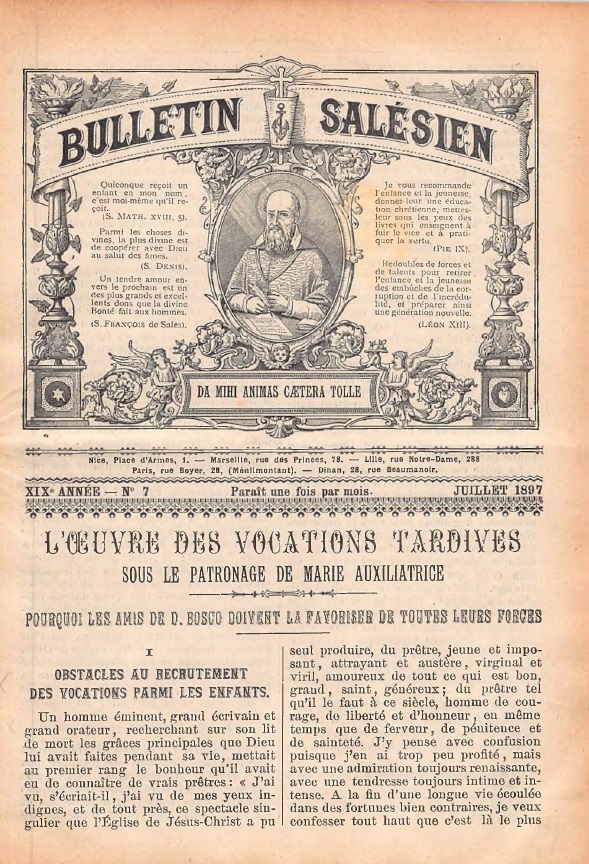 BULLETIN SALÉSIEN
Quiconque reçoit un
enfant en mon nom,
c'est moi-même qu'il re-
çoit.
(S. MATH. XVIII, 5).
Parmi les choses di-
vines, la plus divine est
de coopérer avec Dieu
au salut des âmes.
(S. DENIS).
Un tendre amour en-
vers le prochain est un
des plus grands et excel-
lents dons que la divine
Bonté fait aux hommes.
(S. FRANÇOIS de Sales).
Je vous recommande
l'enfance et la jeunesse,
donnez-leur une éduca-
tion chrétienne, mettez-
leur sous les yeux des
livres qui enseignent à
fuir le vice et à prati-
quer la vertu.
(PIE IX).
Redoubles de forces et
de talents pour retirer
l'enfance et la jeunesse
des embûches de la cor-
ruption et de l'incrédu-
lité, et préparer ainsi
une génération nouvelle.
(LÉON XIII).
DA MIHI ANIMAS CÆTERA TOLLE
Nice, Place d'Armes, 1. — Marseille, rue des Princes, 78. — Lille, rue Notre-Dame, 288
Paris, rue Boyer, 28, (Ménilmontant). — Dinan, 28, rue Beaumanoir.
XIXe ANNÉE — No 7 Paraît une fois par mois. JUILLET 1897
L'ŒUVRE DES VOCATIONS TARDIVES
SOUS LE PATRONAGE DE MARIE AUXILIATRICE
POURQUOI LES AMIS DE D. BOSCO DOIVENT LA FAVORISER DE TOUTES LEURS FORCES
I
OBSTACLES AU RECRUTEMENT
DES VOCATIONS PARMI LES ENFANTS.
Un homme éminent, grand écrivain et
grand orateur, recherchant sur son lit
de mort les grâces principales que Dieu
lui avait faites pendant sa vie, mettait
au premier rang le bonheur qu'il avait
eu de connaître de vrais prêtres : « J'ai
vu, s'écriait-il, j'ai vu de mes yeux in-
dignes, et de tout près, ce spectacle sin-
gulier que l'Église de Jésus-Christ a pu
seul produire, du prêtre, jeune et impo-
sant, attrayant et austère, virginal et
viril, amoureux de tout ce qui est bon,
grand, saint, généreux ; du prêtre tel
qu'il le faut à ce siècle, homme de cou-
rage, de liberté et d'honneur, en même
temps que de ferveur, de pénitence et
de sainteté. J'y pense avec confusion
puisque j'en ai trop peu profité, mais
avec une admiration toujours renaissante,
avec une tendresse toujours intime et in-
tense. A la fin d'une longue vie écoulée
dans des fortunes bien contraires, je veux
confesser tout haut que c'est là le plus